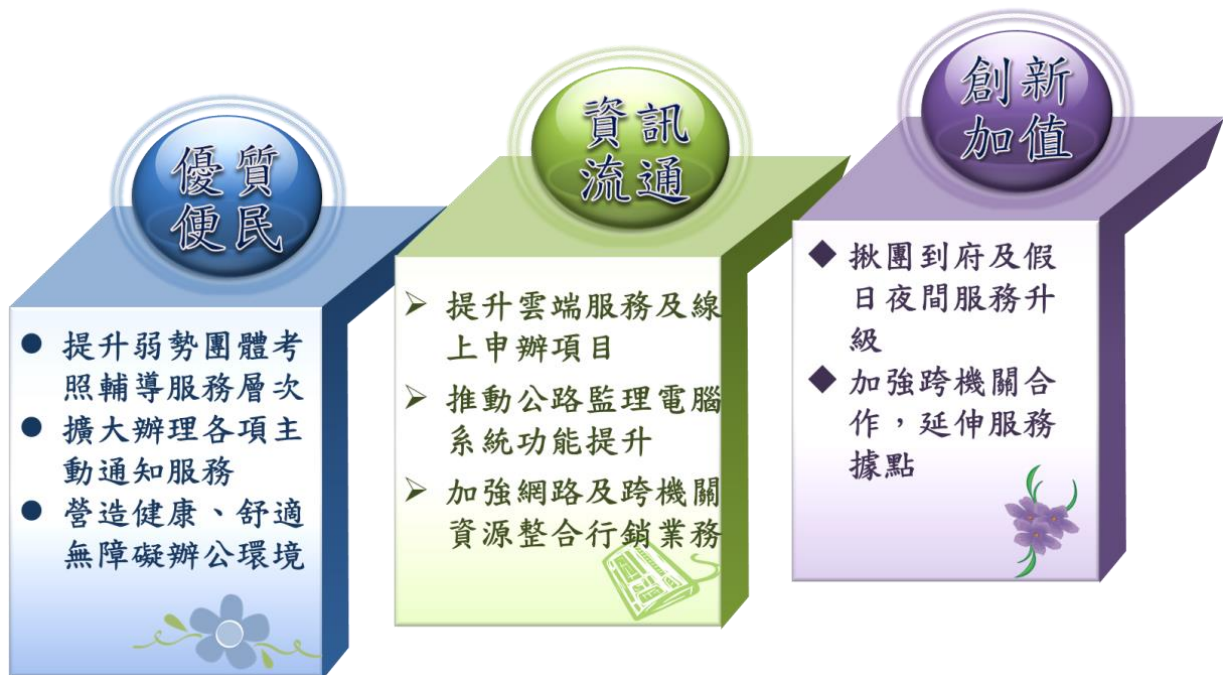 優質
便民
● 提升弱勢團體考
照輔導服務層次
● 擴大辦理各項主
動通知服務
● 營造健康、舒適
無障礙辦公環境
資訊
流通
➢ 提升雲端服務及線
上申辦項目
➢ 推動公路監理電腦
系統功能提升
➢ 加強網路及跨機關
資源整合行銷業務
創新
加值
◆ 揪團到府及假
日夜間服務升
級
◆ 加強跨機關合
作，延伸服務
據點